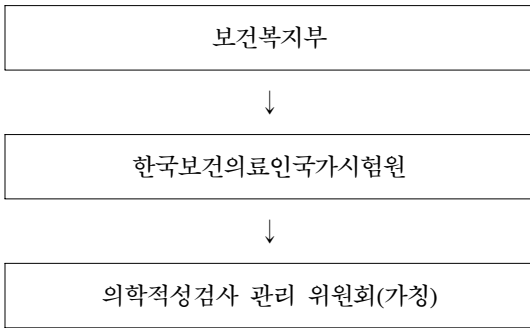 보건복지부
↓
한국보건의료인국가시험원
↓
의학적성검사 관리 위원회(가칭)